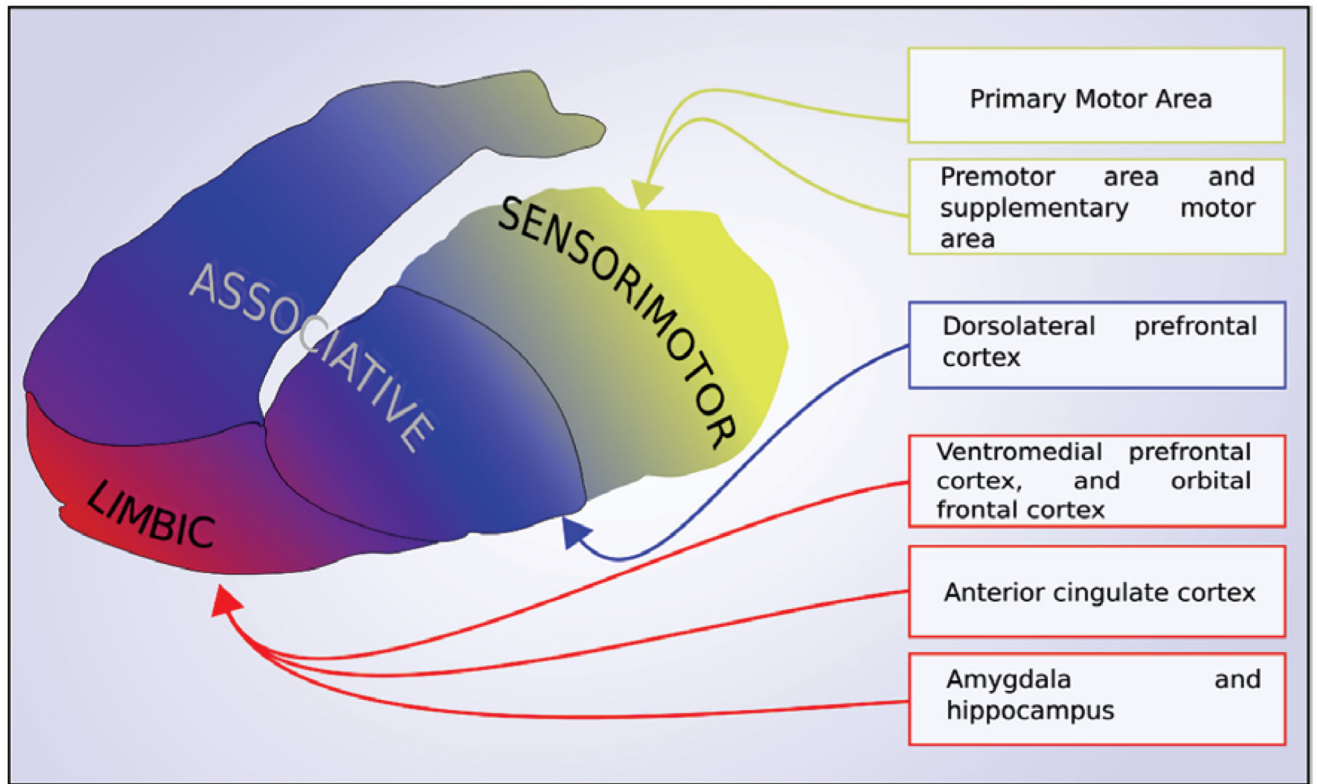 Primary Motor Area
Premotor area and
supplementary motor
area
SENSORIMOTOR
ASSOCIATIVE
Dorsolateral prefrontal
cortex
Ventromedial prefrontal
cortex, and orbital
frontal cortex
LIMBIC
Anterior cingulate cortex
Amygdala and
hippocampus